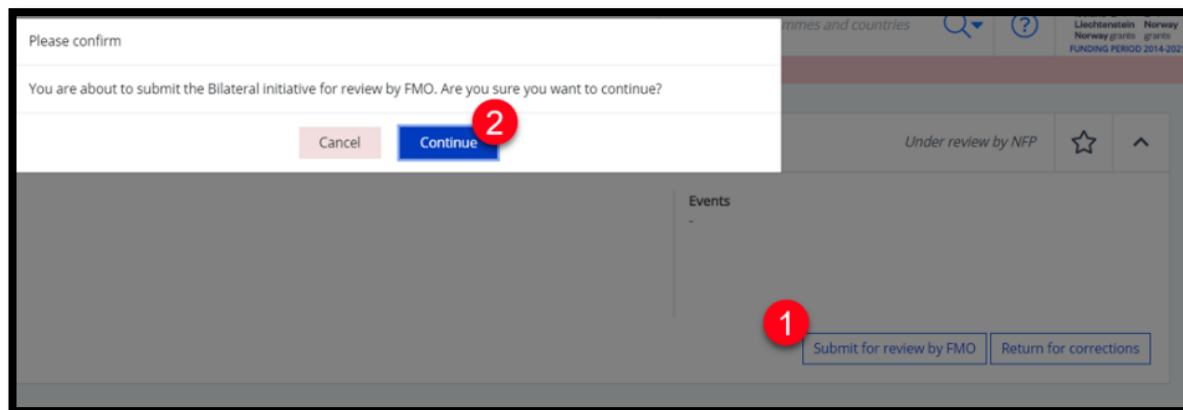 Please confirm
You are about to submit the Bilateral initiative for review by FMO. Are you sure you want to continue?
Cancel
Continue
2
mmes and countries
?
Liechtenstein Norway
Norway grants grants
FUNDING PERIOD 2014-2021
Under review by NFP
Events
-
1
Submit for review by FMO
Return for corrections